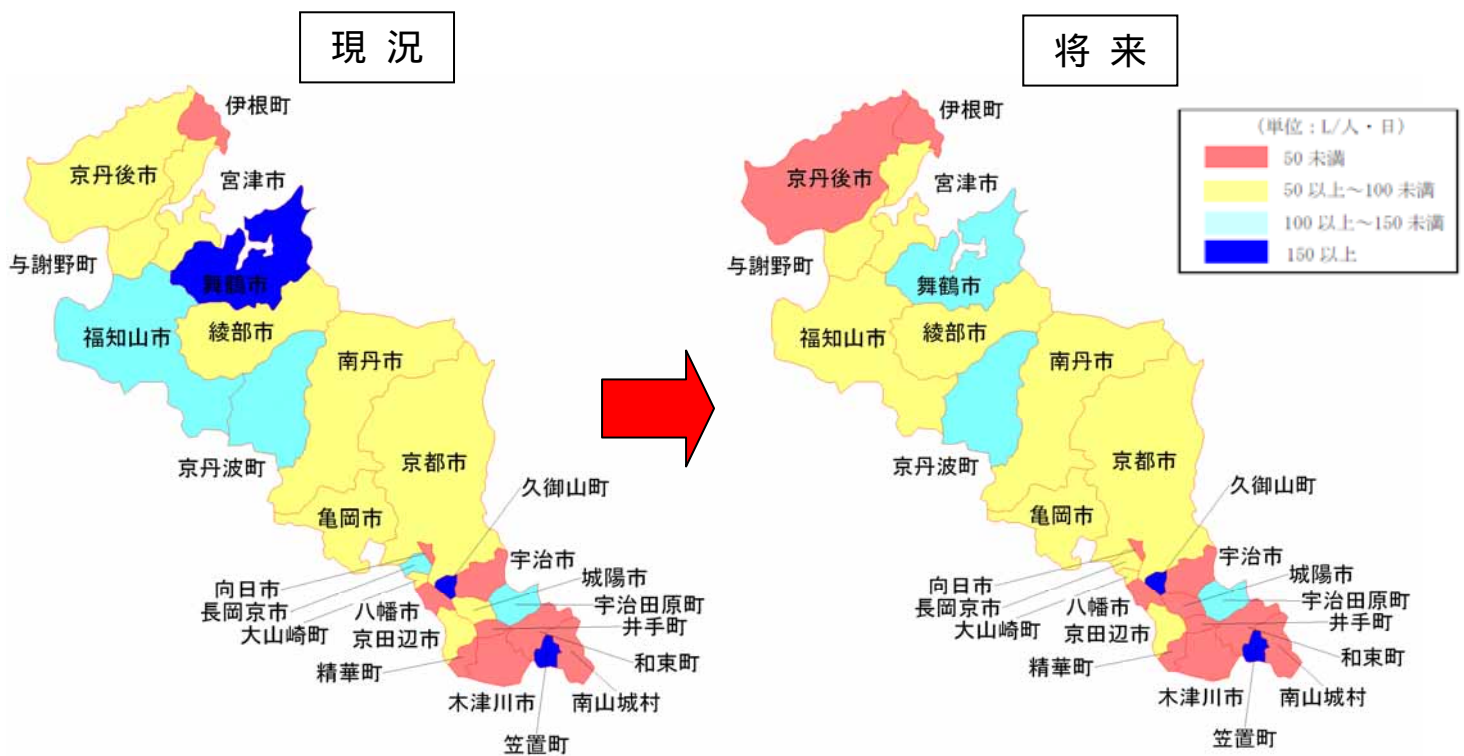 現 況
伊根町
京丹後市
宮津市
与謝野町
舞鶴市
福知山市
綾部市
南丹市
京丹波町
京都市
久御山町
亀岡市
宇治市
向日市
城陽市
長岡京市
八幡市
宇治田原町
大山崎町
京田辺市
井手町
精華町
和束町
木津川市
南山城村
笠置町
将 来
(単位:L/人・日)
50 未満
50 以上~100 未満
100 以上~150 未満
150 以上
伊根町
京丹後市
宮津市
与謝野町
舞鶴市
福知山市
綾部市
南丹市
京丹波町
京都市
久御山町
亀岡市
宇治市
向日市
城陽市
長岡京市
八幡市
宇治田原町
大山崎町
京田辺市
井手町
精華町
和束町
木津川市
南山城村
笠置町